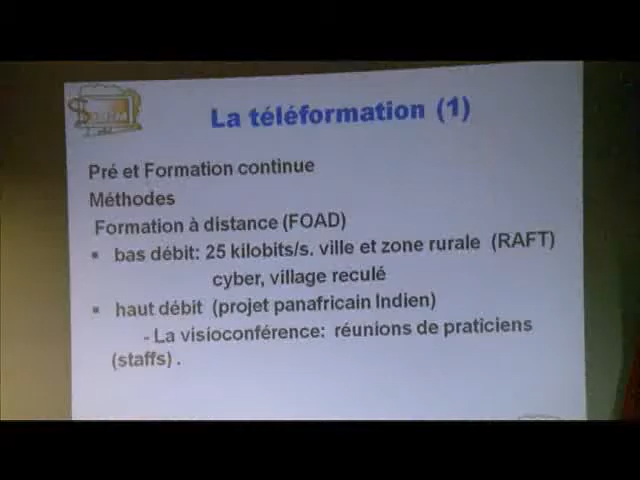 La téléformation (1)
Pré et Formation continue
Méthodes
Formation à distance (FOAD)
▪ bas débit: 25 kilobits/s. ville et zone rurale (RAFT)
cyber, village reculé
▪ haut débit (projet panafricain Indien)
- La visioconférence: réunions de praticiens
(staffs) .